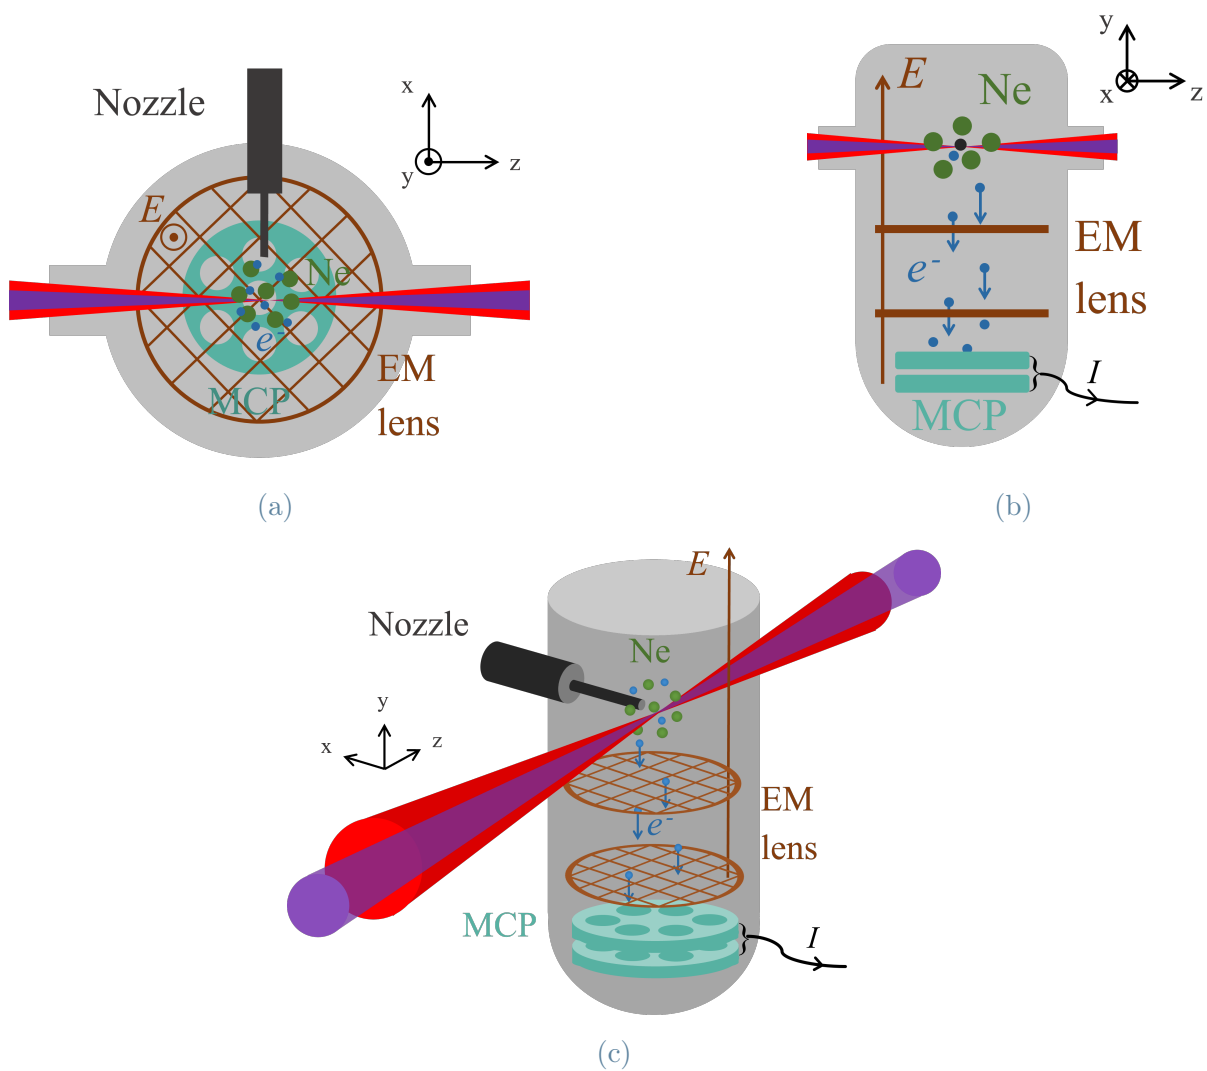 x
Nozzle
z
y
E
Ne
e-
EM
MCP
lens
(a)
y
E
Ne
x
z
EM
e-
lens
I
MCP
(b)
E
Nozzle
Ne
y
x
z
EM
e-
lens
MCP
I
(c)